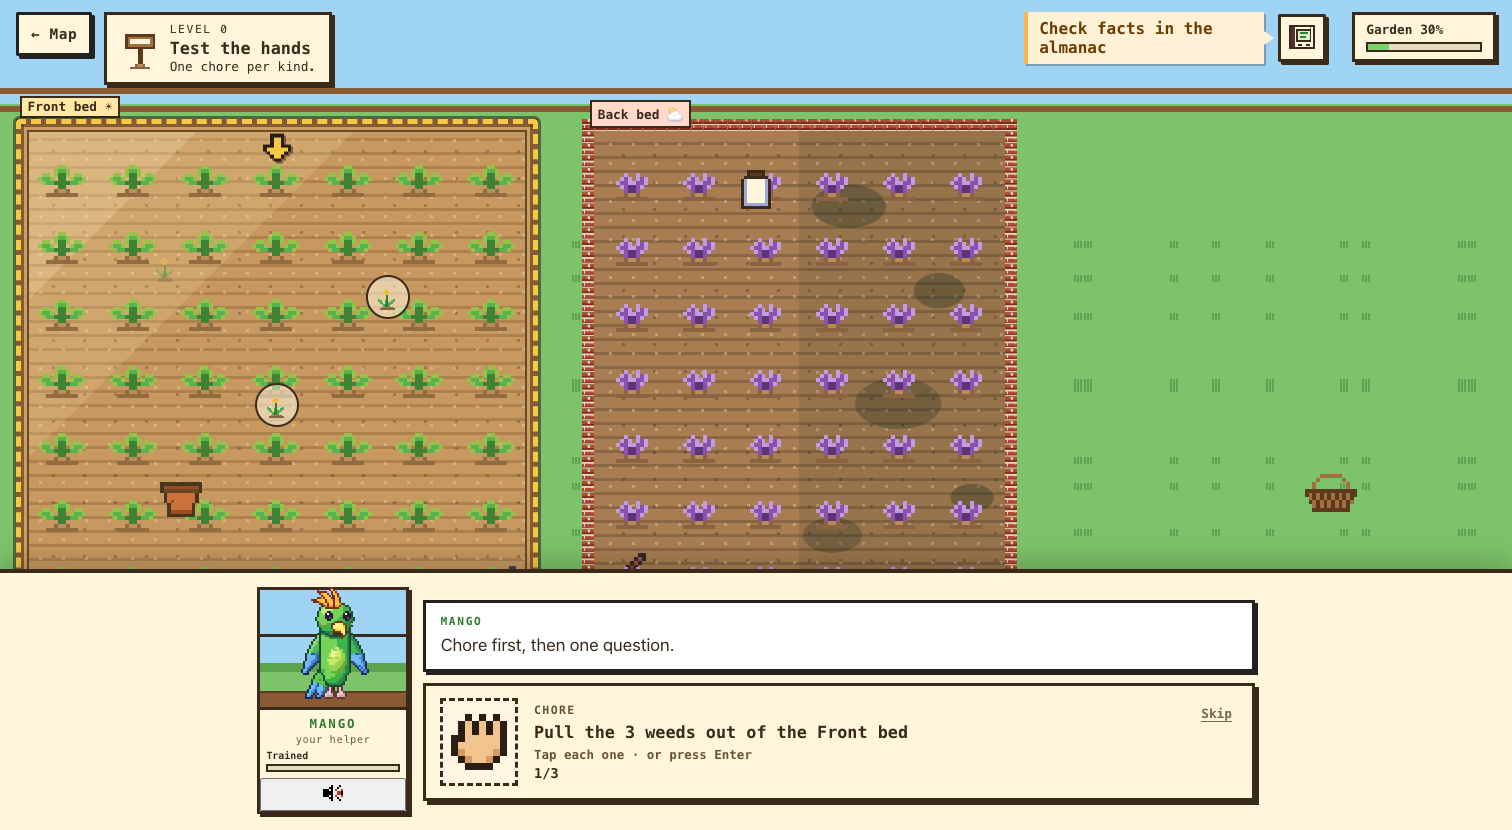 ← Map
LEVEL 0
Test the hands
One chore per kind.
Check facts in the
almanac
Garden 30%
Front bed ☀
Back bed ⛅
MANGO
your helper
Trained
MANGO
Chore first, then one question.
CHORE
Pull the 3 weeds out of the Front bed
Tap each one · or press Enter
1/3
Skip